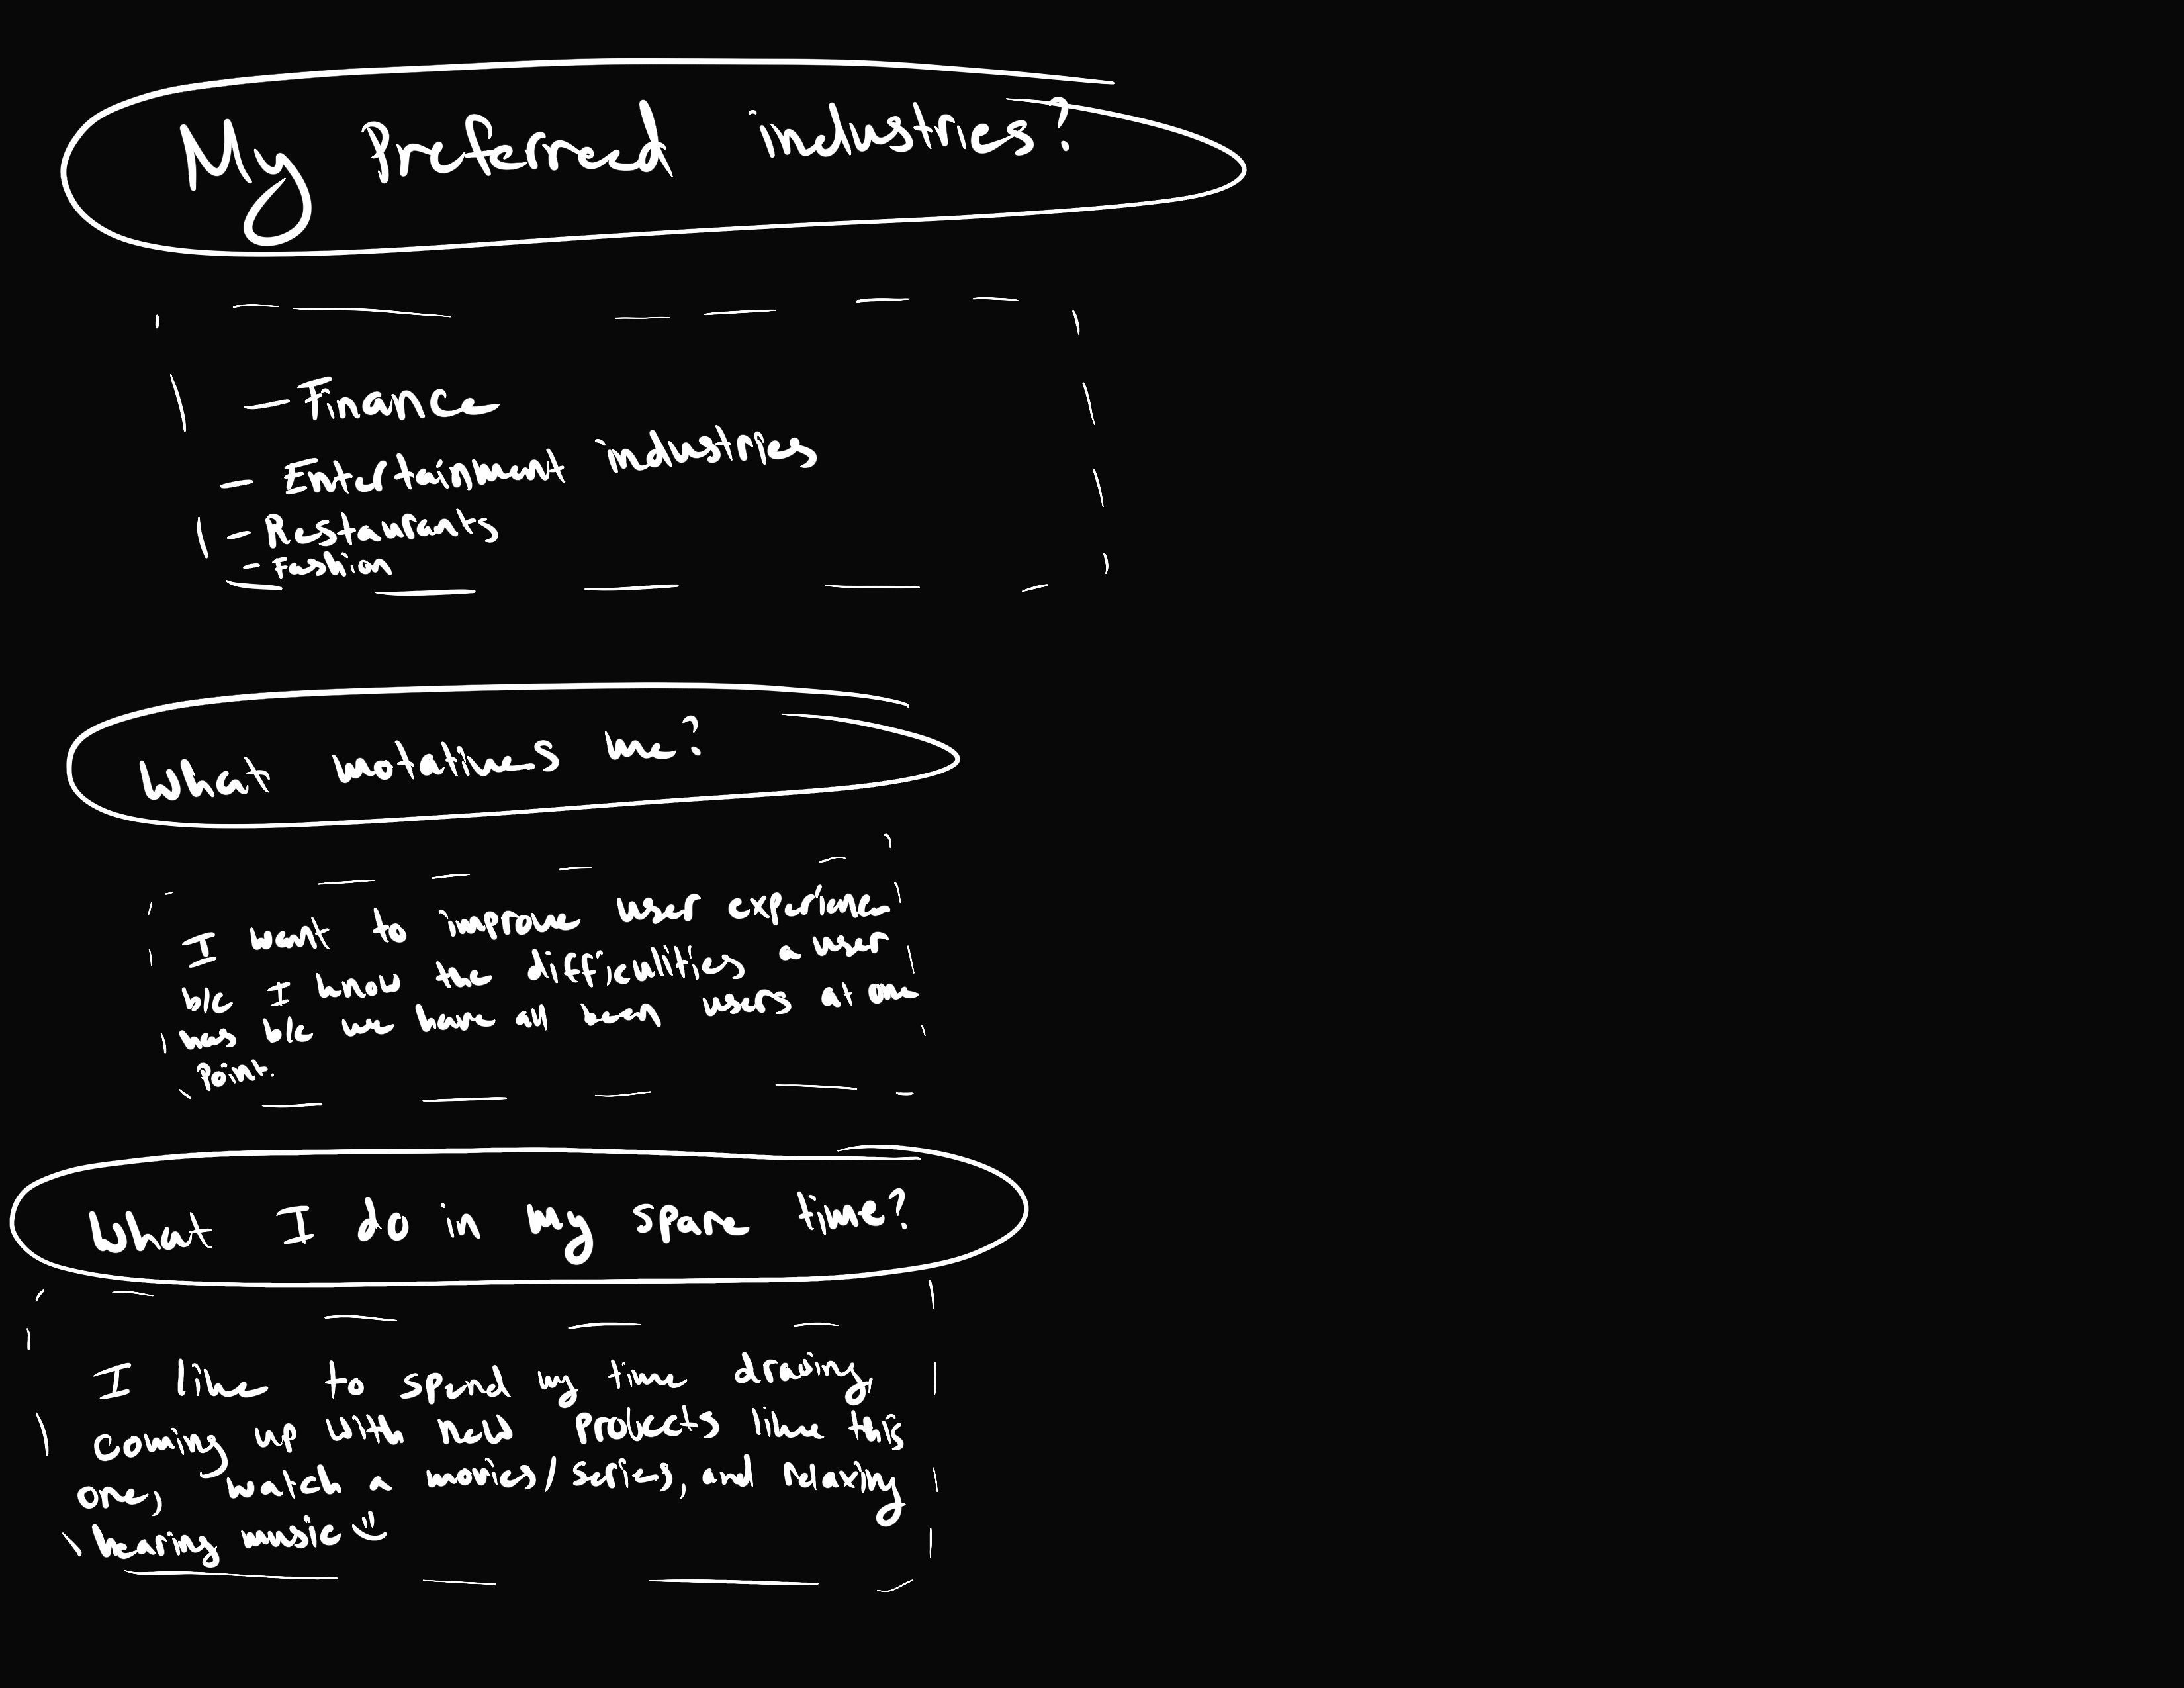 My Preferred industries?
- Finance
- Entertainment industries
- Restaurants
- Fashion
What motatives me?
I want to improve user experience
b/c I know the difficulities a user
has b/c we have all been users at one
point.
What I do in my spare time?
I like to spend my time drawing,
coming up with new projects like this
one, watch a movies/series, and relaxing
hearing music